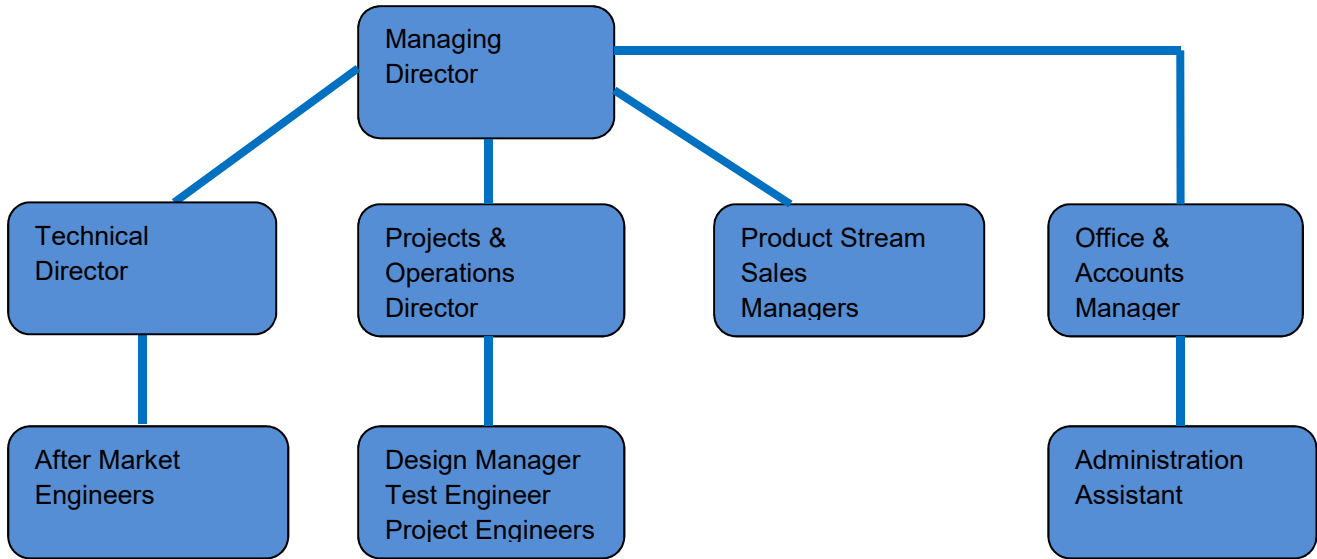 Managing
Director
Technical
Director
Projects &
Operations
Director
Product Stream
Sales
Managers
Office &
Accounts
Manager
After Market
Engineers
Design Manager
Test Engineer
Project Engineers
Administration
Assistant